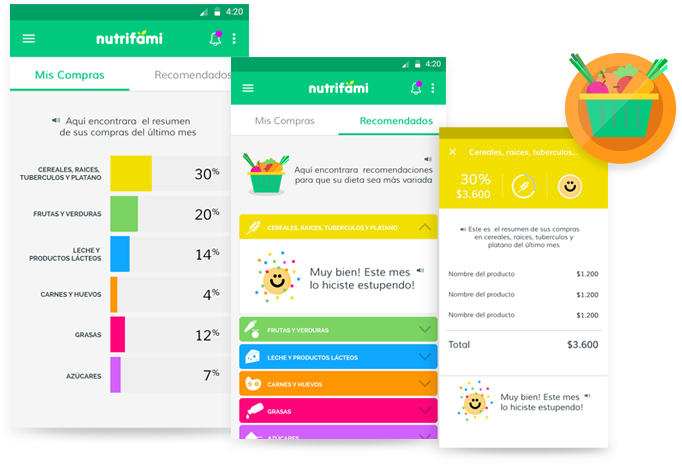 4:20
nutrifami
Mis Compras
Recomendados
Aqui encontrara el resumen
de sus compras del último mes
CEREALES, RAICES,
TUBERCULOS Y PLATANO
30%
FRUTAS Y VERDURAS
20%
LECHE Y
PRODUCTOS LÁCTEOS
14%
CARNES Y HUEVOS
4%
GRASAS
12%
AZÚCARES
7%
4:20
nutrifami
Mis Compras
Recomendados
Aqui encontrara recomendaciones
para que su dieta sea más variada
CEREALES, RAICES, TUBERCULOS Y PLATANO
Muy bien! Este mes
lo hiciste estupendo!
FRUTAS Y VERDURAS
LECHE Y PRODUCTOS LÁCTEOS
CARNES Y HUEVOS
GRASAS
AZÚCARES
Cereales, raices, tuberculos...
30%
$3.600
Este es el resumen de sus compras
en cereales, raices, tuberculos y
platano del último mes
Nombre del producto $1.200
Nombre del producto $1.200
Nombre del producto $1.200
Total $3.600
Muy bien! Este mes
lo hiciste estupendo!